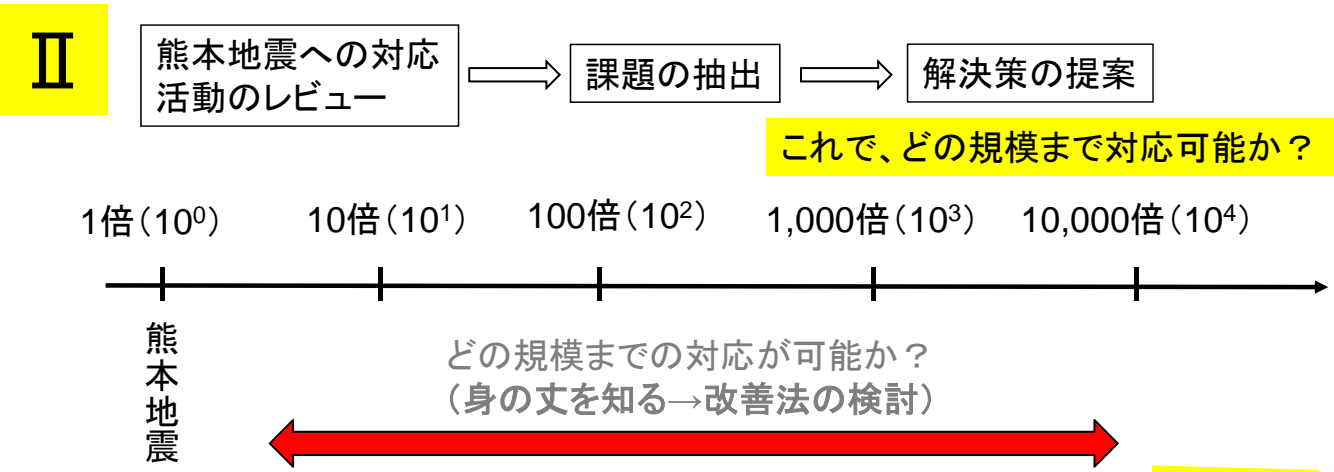 Ⅱ
熊本地震への対応
活動のレビュー
課題の抽出
解決策の提案
これで、どの規模まで対応可能か？
1倍（10⁰）
10倍（10¹）
100倍（10²）
1,000倍（10³）
10,000倍（10⁴）
熊本地震
どの規模までの対応が可能か？
（身の丈を知る→改善法の検討）